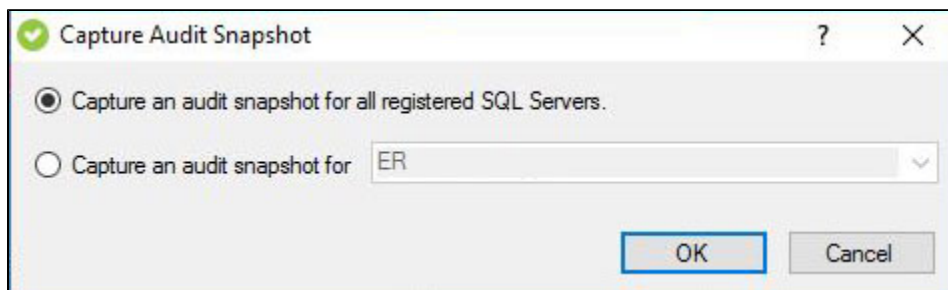 Capture Audit Snapshot ?
Capture an audit snapshot for all registered SQL Servers.
Capture an audit snapshot for ER
OK Cancel